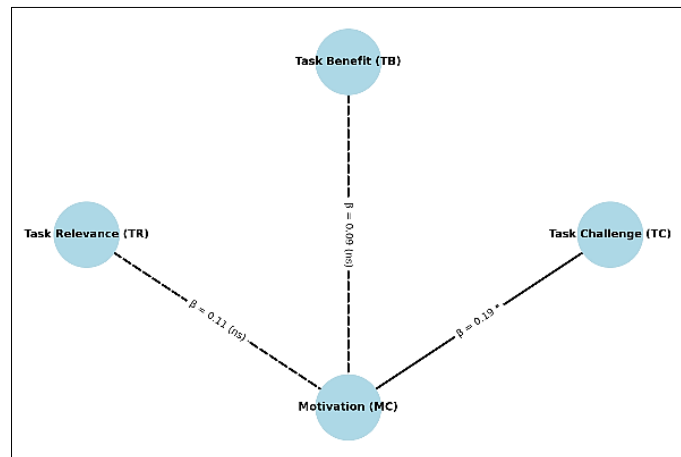 Task Benefit (TB)
β = 0.09 (ns)
Task Relevance (TR)
Task Challenge (TC)
β = 0.11 (ns)
β = 0.19 *
Motivation (MC)